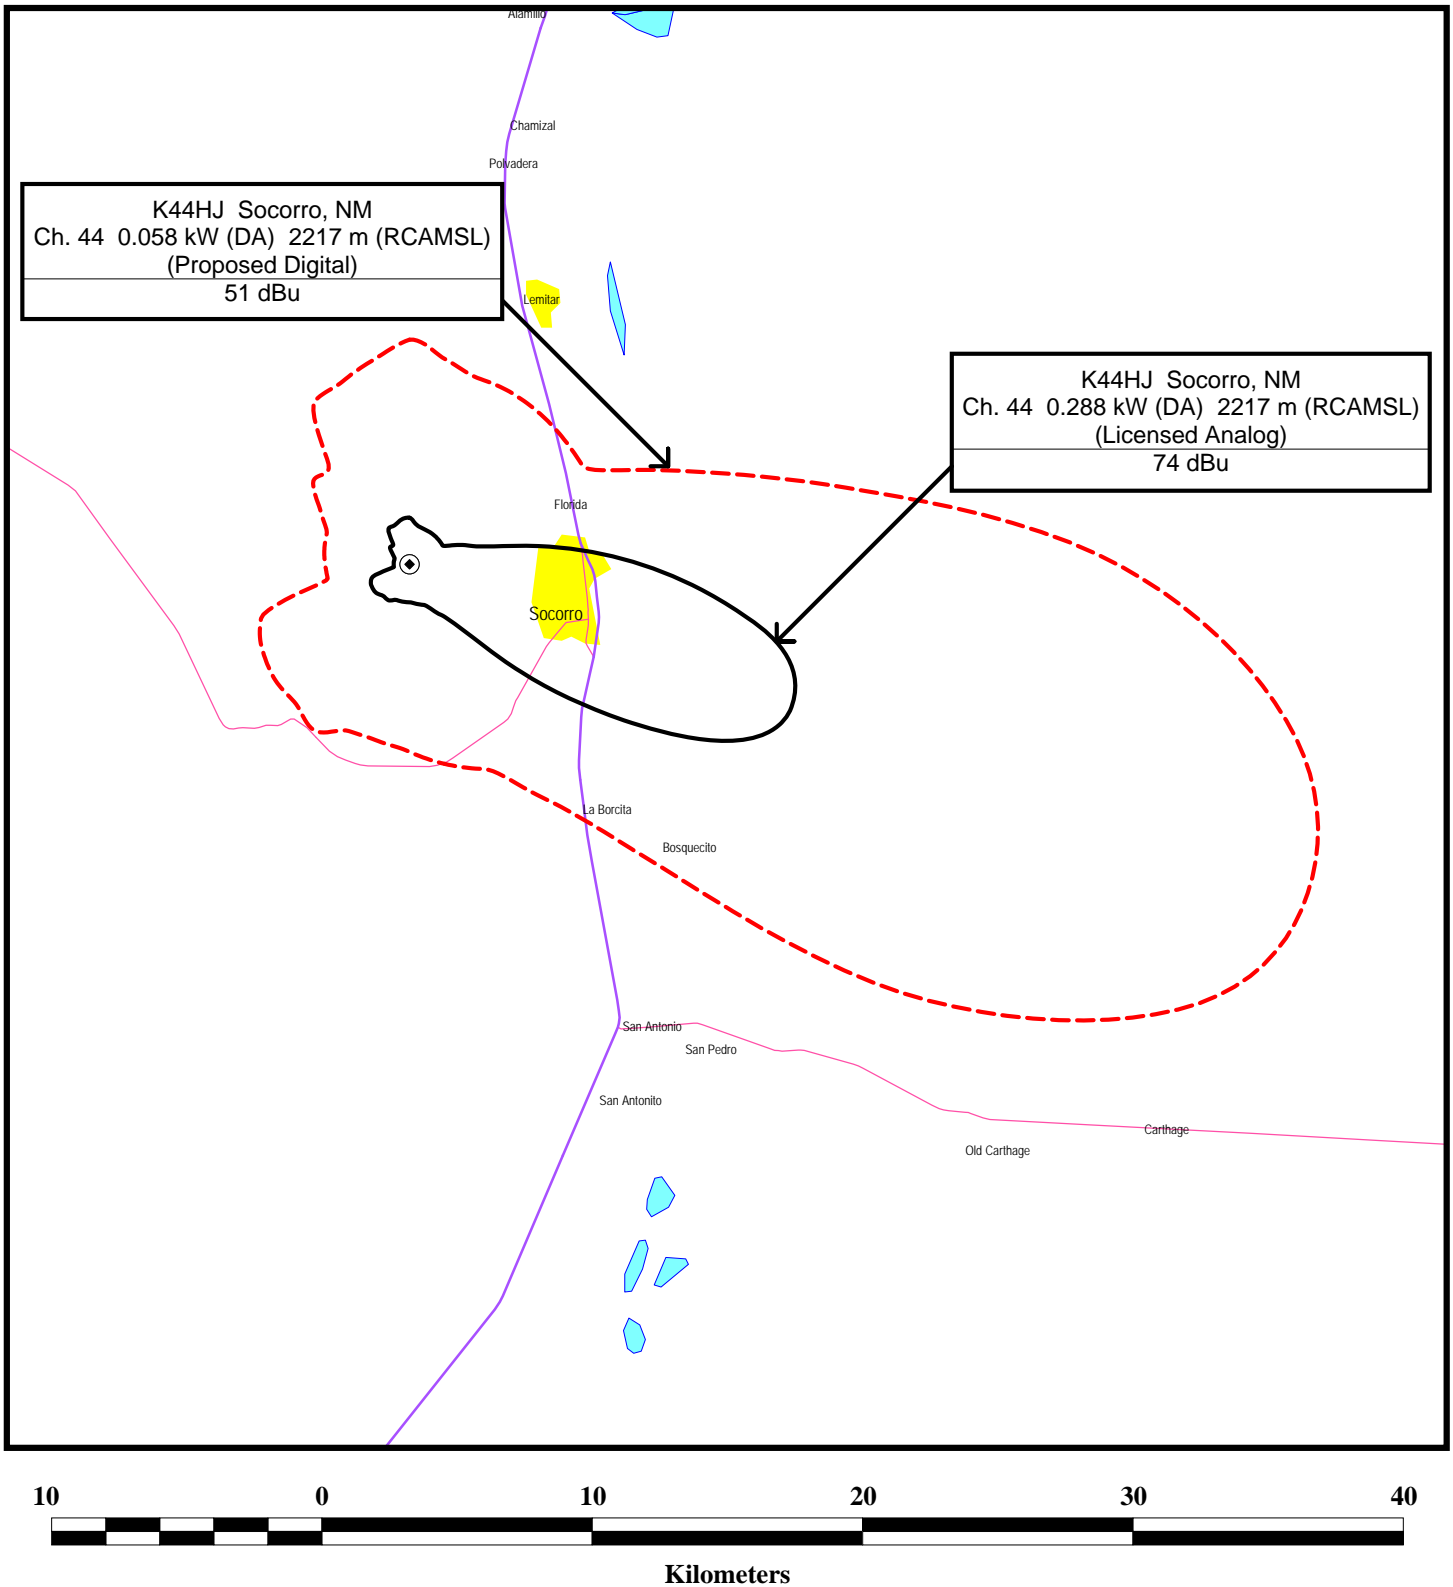 Alamillo
Chamizal
Polvadera
K44HJ Socorro, NM
Ch. 44 0.058 kW (DA) 2217 m (RCAMSL)
(Proposed Digital)
51 dBu
Lemitar
K44HJ Socorro, NM
Ch. 44 0.288 kW (DA) 2217 m (RCAMSL)
(Licensed Analog)
74 dBu
Florida
Socorro
La Borcita
Bosquecito
San Antonio
San Pedro
San Antonito
Carthage
Old Carthage
10 0 10 20 30 40
Kilometers